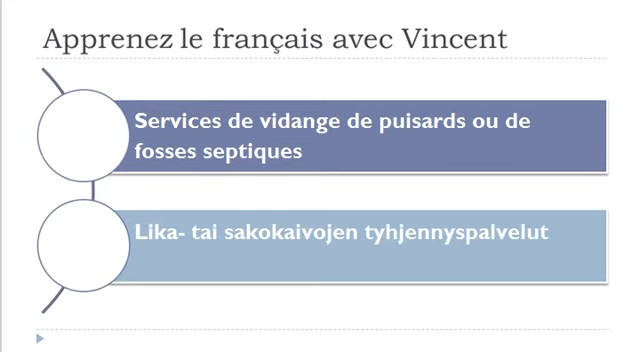 Apprenez le français avec Vincent
Services de vidange de puisards ou de
fosses septiques
Lika- tai sakokaivojen tyhjennyspalvelut